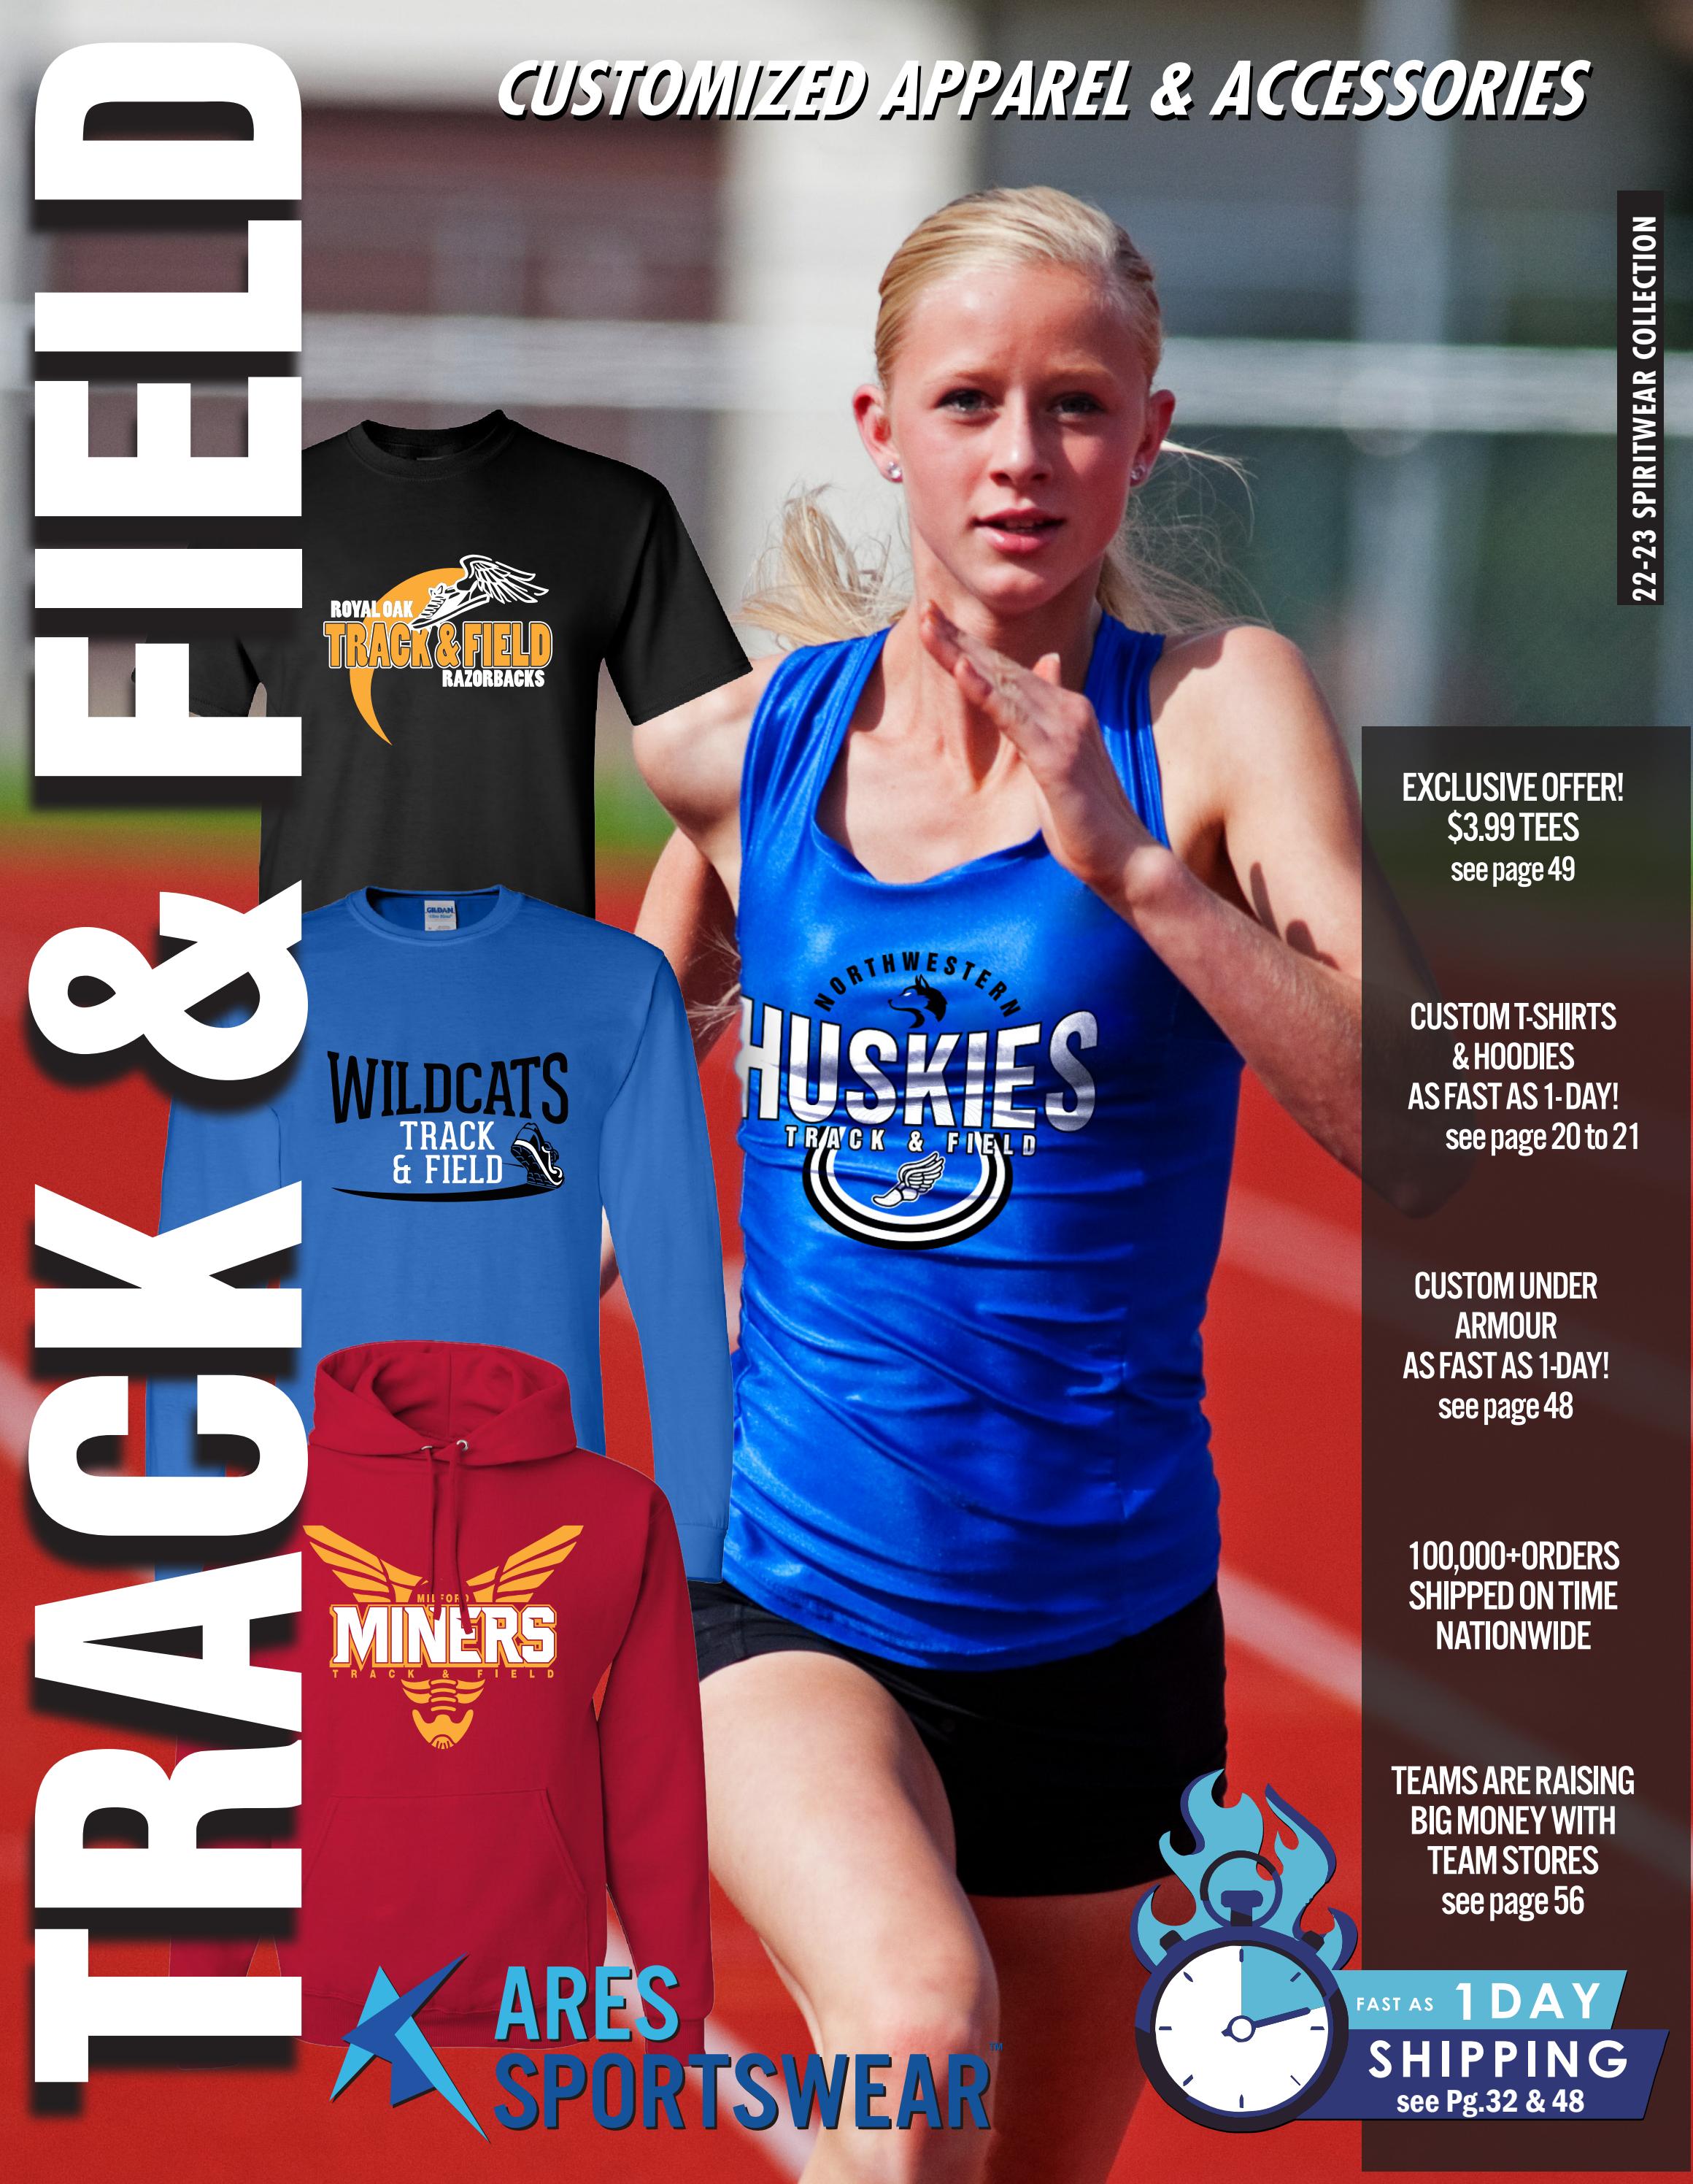 CUSTOMIZED APPAREL & ACCESSORIES
TRACK & FIELD
22-23 SPIRITWEAR COLLECTION
ROYAL OAK
TRACK & FIELD
RAZORBACKS
GILDAN
WILDCATS
TRACK
& FIELD
MILFORD
MINERS
TRACK & FIELD
NORTHWESTERN
HUSKIES
TRACK & FIELD
EXCLUSIVE OFFER!
$3.99 TEES
see page 49
CUSTOM T-SHIRTS
& HOODIES
AS FAST AS 1-DAY!
see page 20 to 21
CUSTOM UNDER
ARMOUR
AS FAST AS 1-DAY!
see page 48
100,000+ORDERS
SHIPPED ON TIME
NATIONWIDE
TEAMS ARE RAISING
BIG MONEY WITH
TEAM STORES
see page 56
ARES
SPORTSWEAR™
FAST AS 1 DAY
SHIPPING
see Pg.32 & 48